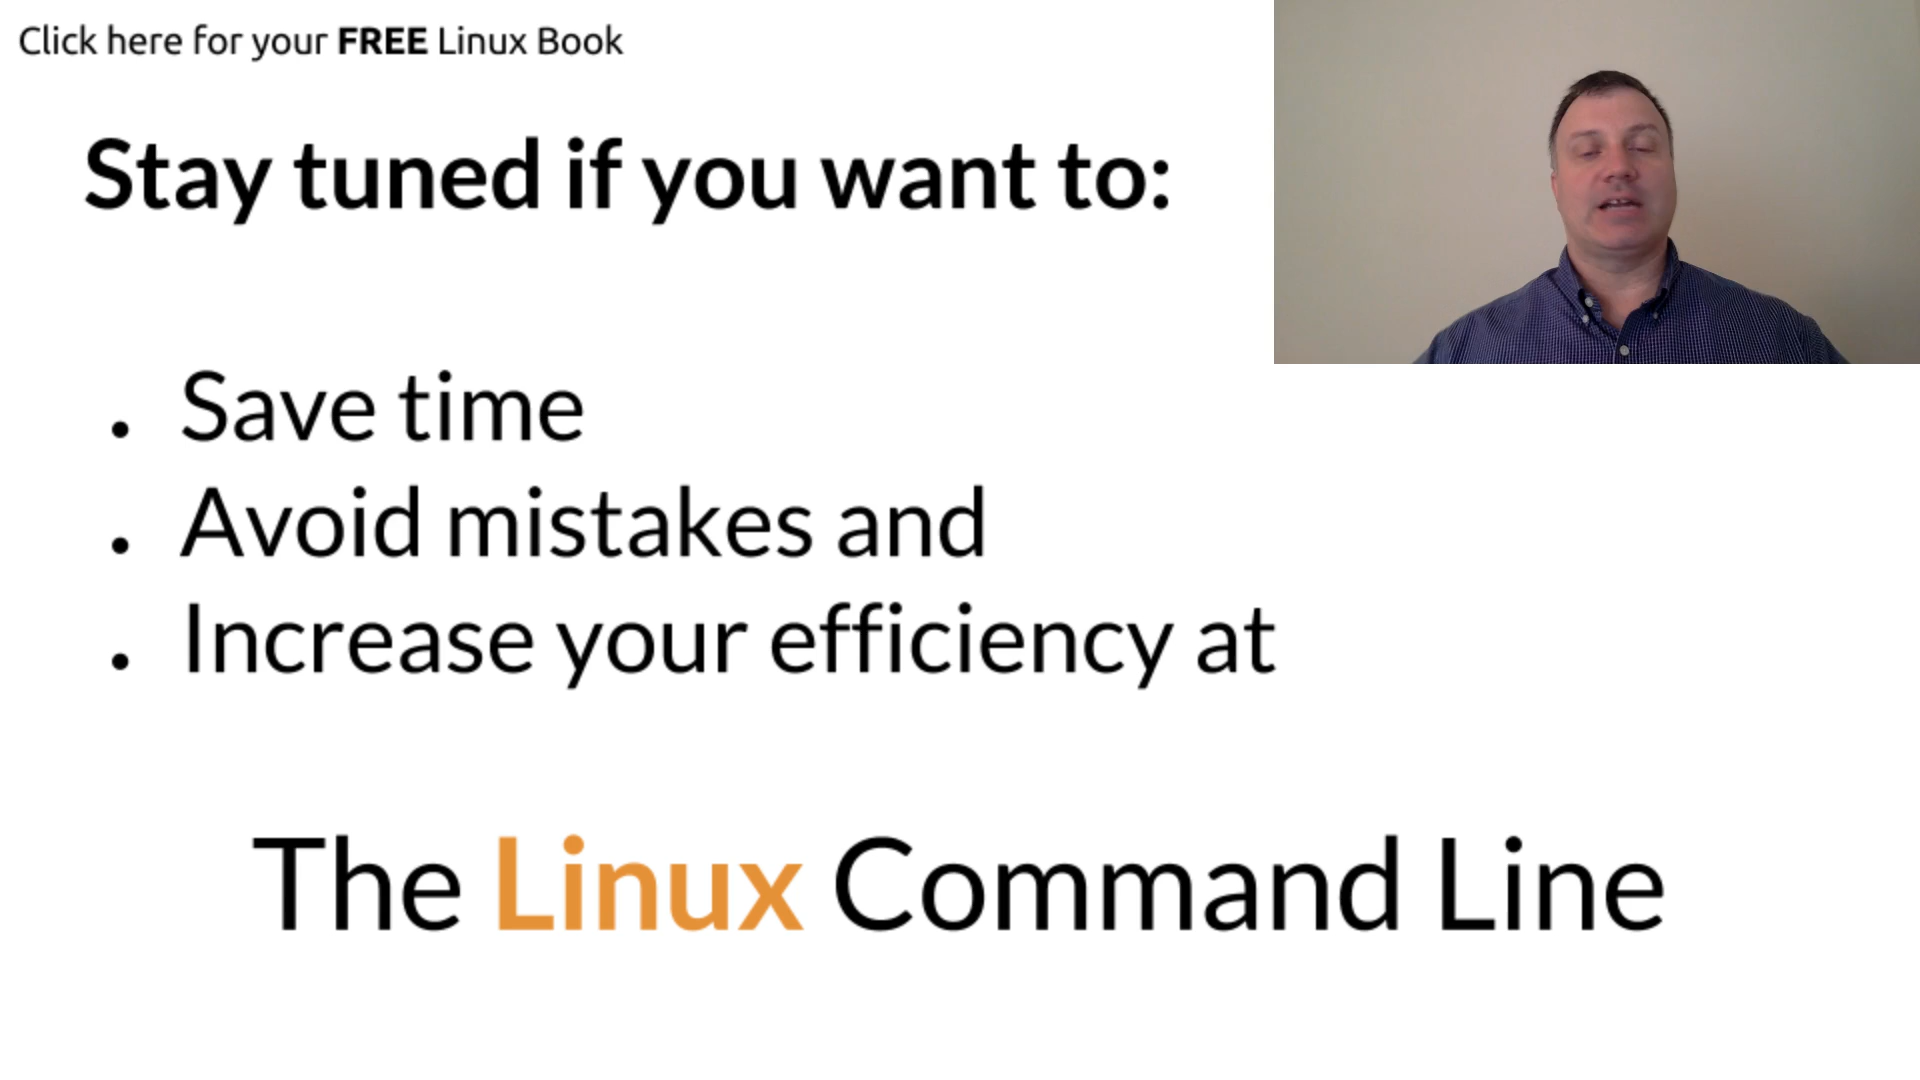 Click here for your FREE Linux Book
Stay tuned if you want to:
• Save time
• Avoid mistakes and
• Increase your efficiency at
The Linux Command Line